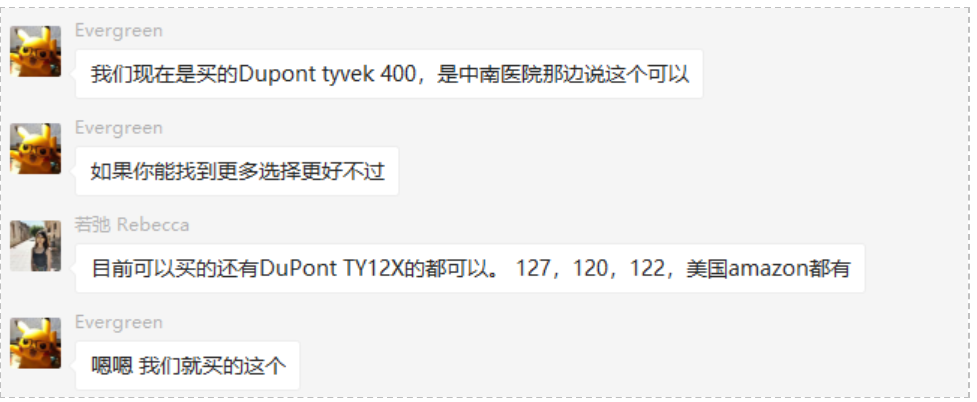 Evergreen
我们现在是买的Dupont tyvek 400，是中南医院那边说这个可以
Evergreen
如果你能找到更多选择更好不过
若弛 Rebecca
目前可以买的还有DuPont TY12X的都可以。 127，120，122，美国amazon都有
Evergreen
嗯嗯 我们就买的这个